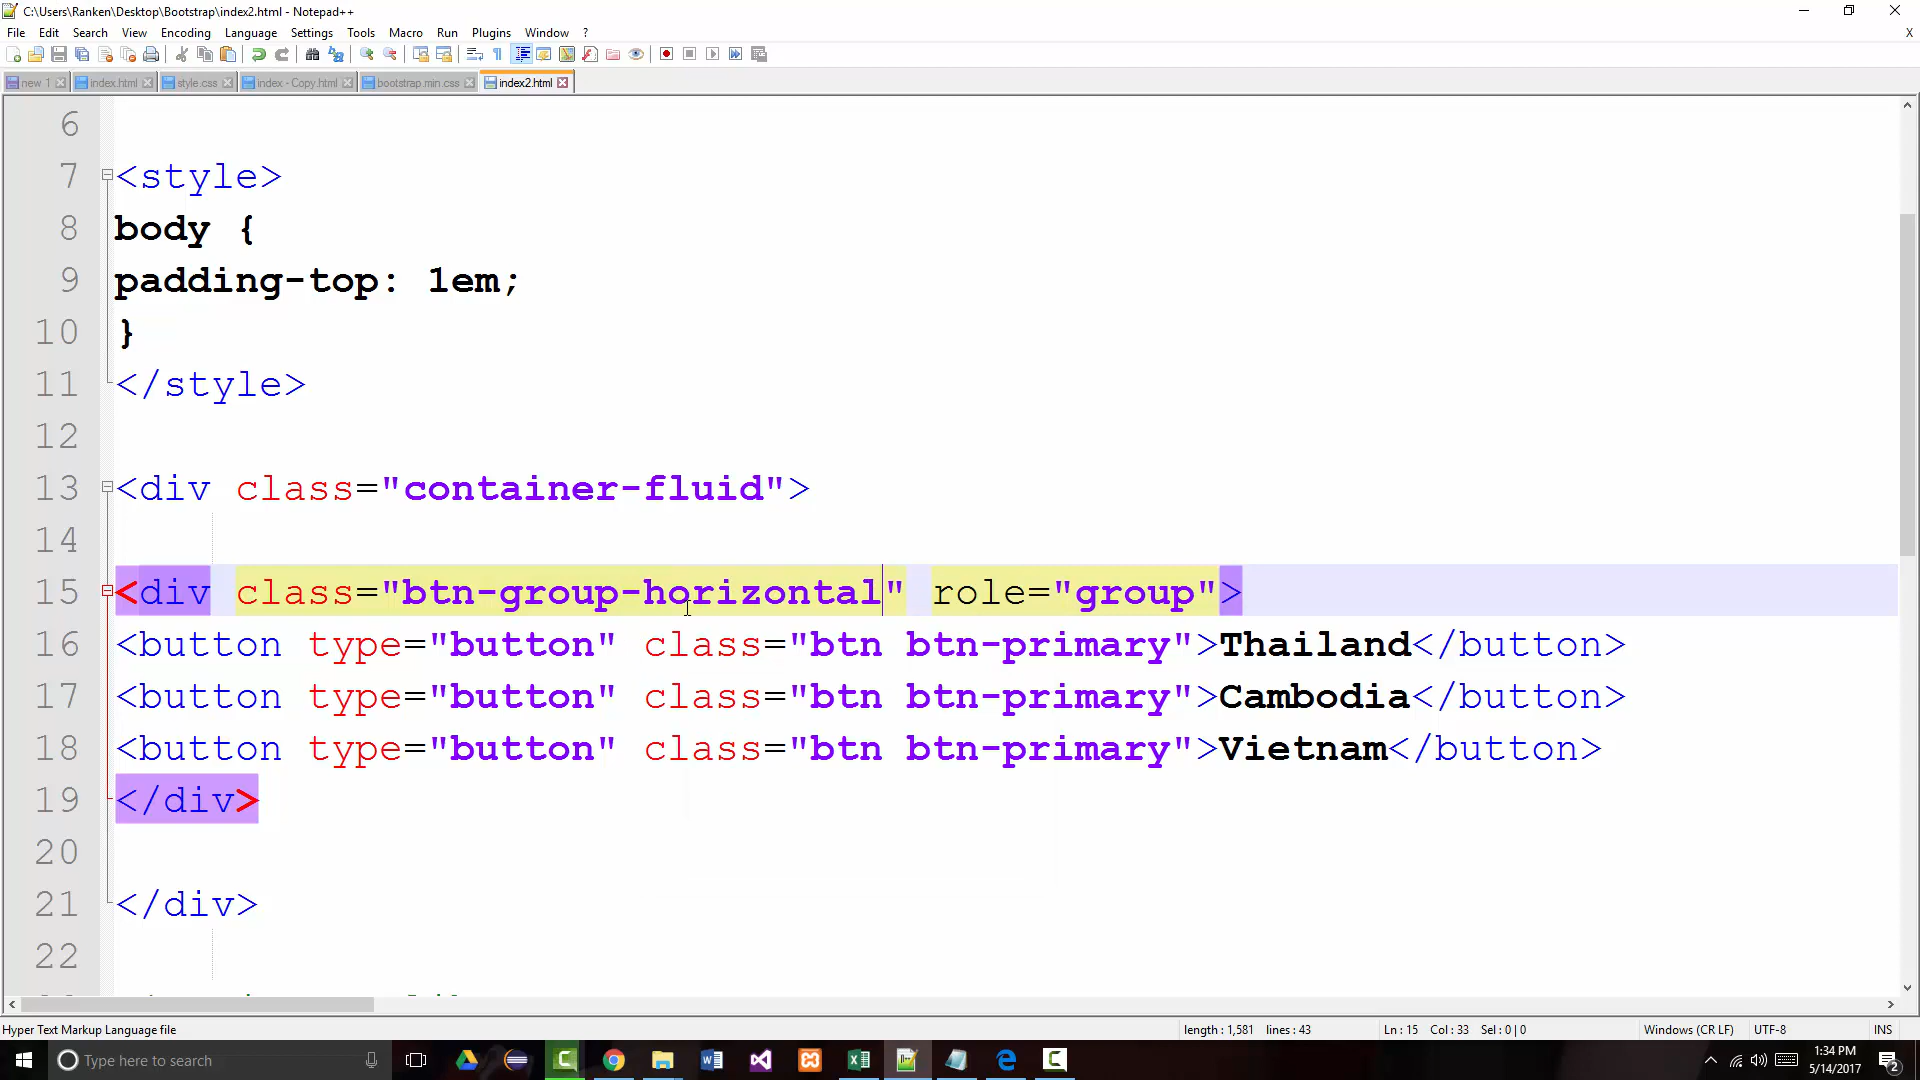 C:\Users\Ranken\Desktop\Bootstrap\index2.html - Notepad++
File Edit Search View Encoding Language Settings Tools Macro Run Plugins Window ? X
new 1 index.html style.css index - Copy.html bootstrap.min.css index2.html
6
7 <style>
8 body {
9 padding-top: 1em;
10 }
11 </style>
12
13 <div class="container-fluid">
14
15 <div class="btn-group-horizontal" role="group">
16 <button type="button" class="btn btn-primary">Thailand</button>
17 <button type="button" class="btn btn-primary">Cambodia</button>
18 <button type="button" class="btn btn-primary">Vietnam</button>
19 </div>
20
21 </div>
22
Hyper Text Markup Language file length : 1,581 lines : 43 Ln : 15 Col : 33 Sel : 0 | 0 Windows (CR LF) UTF-8 INS
Type here to search
1:34 PM
5/14/2017
2